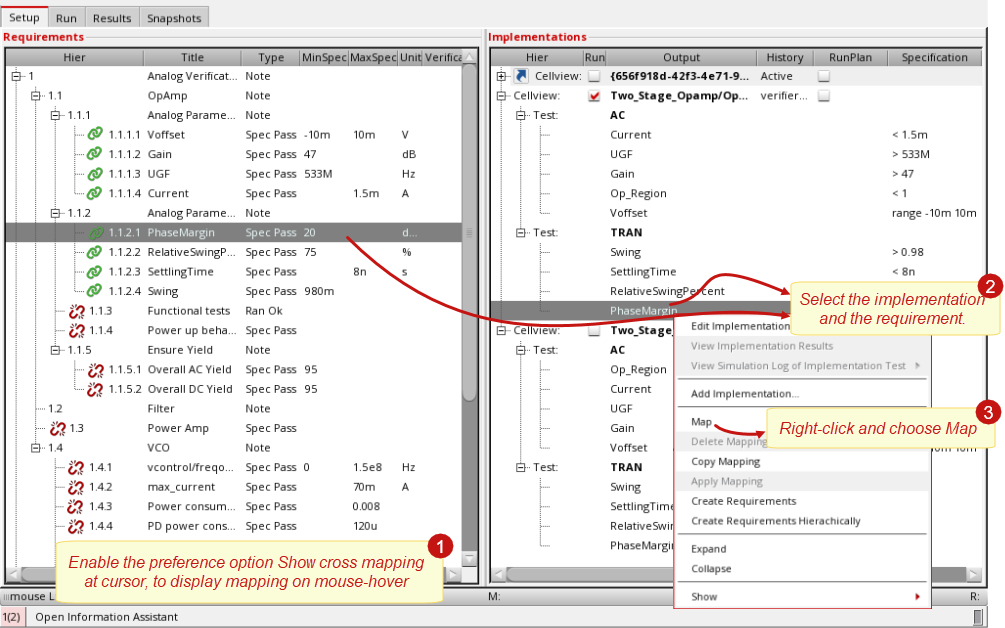 Setup Run Results Snapshots
Requirements
Hier Title Type MinSpec MaxSpec Unit Verifica
1 Analog Verificat... Note
1.1 OpAmp Note
1.1.1 Analog Parame... Note
1.1.1.1 Voffset Spec Pass -10m 10m V
1.1.1.2 Gain Spec Pass 47 dB
1.1.1.3 UGF Spec Pass 533M Hz
1.1.1.4 Current Spec Pass 1.5m A
1.1.2 Analog Parame... Note
1.1.2.1 PhaseMargin Spec Pass 20 d...
1.1.2.2 RelativeSwingP... Spec Pass 75 %
1.1.2.3 SettlingTime Spec Pass 8n s
1.1.2.4 Swing Spec Pass 980m
1.1.3 Functional tests Ran Ok
1.1.4 Power up beha... Spec Pass
1.1.5 Ensure Yield Note
1.1.5.1 Overall AC Yield Spec Pass 95
1.1.5.2 Overall DC Yield Spec Pass 95
1.2 Filter Note
1.3 Power Amp Spec Pass
1.4 VCO Note
1.4.1 vcontrol/freqo... Spec Pass 0 1.5e8 Hz
1.4.2 max_current Spec Pass 70m A
1.4.3 Power consum... Spec Pass 0.008
1.4.4 PD power cons... Spec Pass 120u
1
Enable the preference option Show cross mapping
at cursor, to display mapping on mouse-hover
Implementations
Hier Run Output History RunPlan Specification
Cellview: {656f918d-42f3-4e71-9... Active
Cellview: Two_Stage_Opamp/Op... verifier...
Test: AC
Current < 1.5m
UGF > 533M
Gain > 47
Op_Region < 1
Voffset range -10m 10m
Test: TRAN
Swing > 0.98
SettlingTime < 8n
RelativeSwingPercent
PhaseMargin
Cellview: Two_Stage_
Test: AC
Op_Region
Current
UGF
Gain
Voffset 10m 10m
Test: TRAN
Swing
SettlingTim
RelativeSwin
PhaseMargin
2
Select the implementation
and the requirement.
Edit Implementation
View Implementation Results
View Simulation Log of Implementation Test
Add Implementation...
Map
Delete Mapping
Copy Mapping
Apply Mapping
Create Requirements
Create Requirements Hierachically
Expand
Collapse
Show
3
Right-click and choose Map
mouse L M: R:
1(2) Open Information Assistant